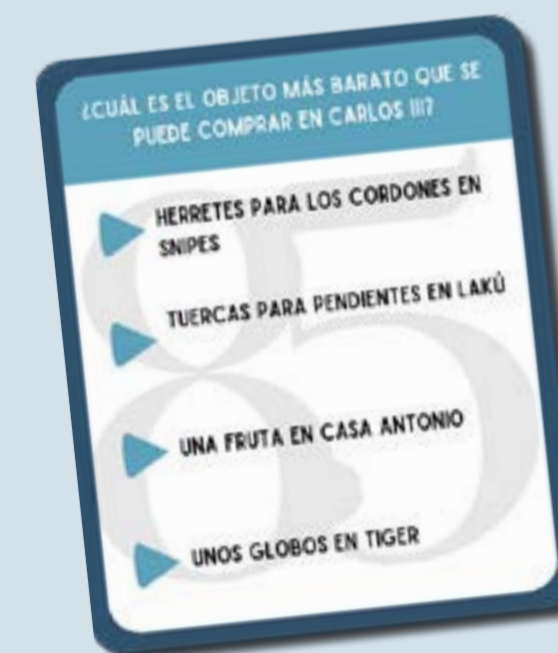 ¿CUÁL ES EL OBJETO MÁS BARATO QUE SE
PUEDE COMPRAR EN CARLOS III?
HERRETES PARA LOS CORDONES EN
SNIPES
TUERCAS PARA PENDIENTES EN LAKÚ
UNA FRUTA EN CASA ANTONIO
UNOS GLOBOS EN TIGER